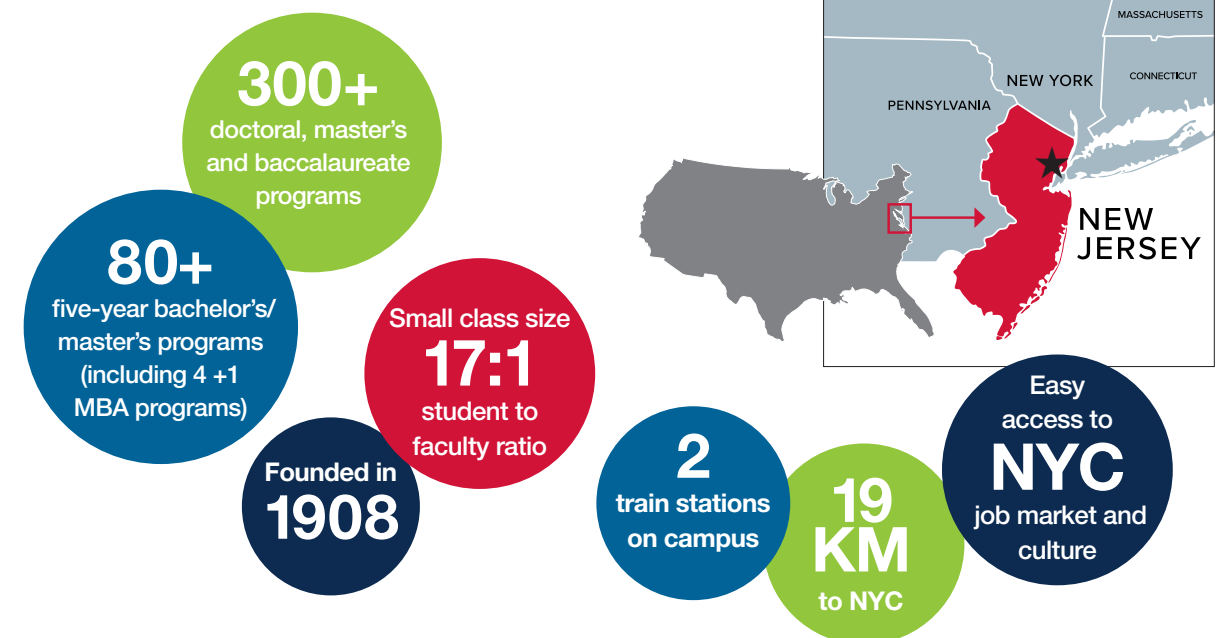 300+
doctoral, master's
and baccalaureate
programs
80+
five-year bachelor's/
master's programs
(including 4 +1
MBA programs)
Small class size
17:1
student to
faculty ratio
Founded in
1908
MASSACHUSETTS
NEW YORK
CONNECTICUT
PENNSYLVANIA
NEW
JERSEY
2
train stations
on campus
19
KM
to NYC
Easy
access to
NYC
job market and
culture